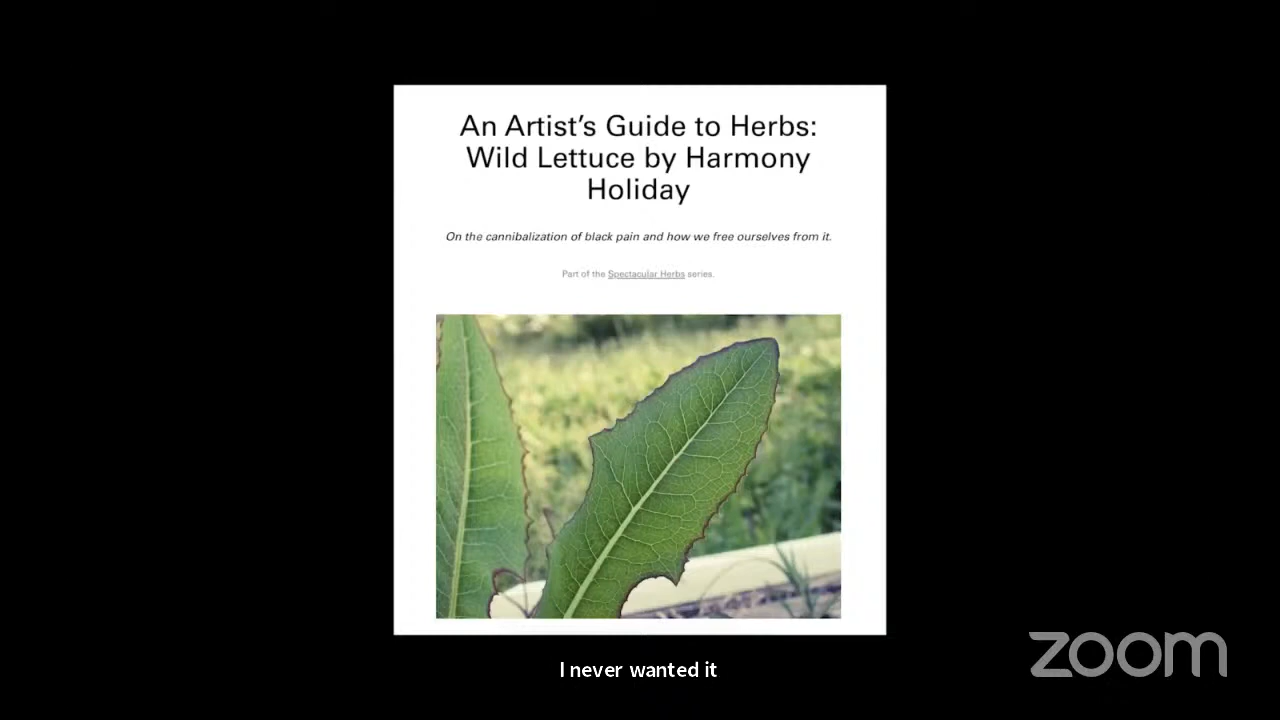 An Artist’s Guide to Herbs:
Wild Lettuce by Harmony
Holiday
On the cannibalization of black pain and how we free ourselves from it.
Part of the Spectacular Herbs series.
I never wanted it
zoom